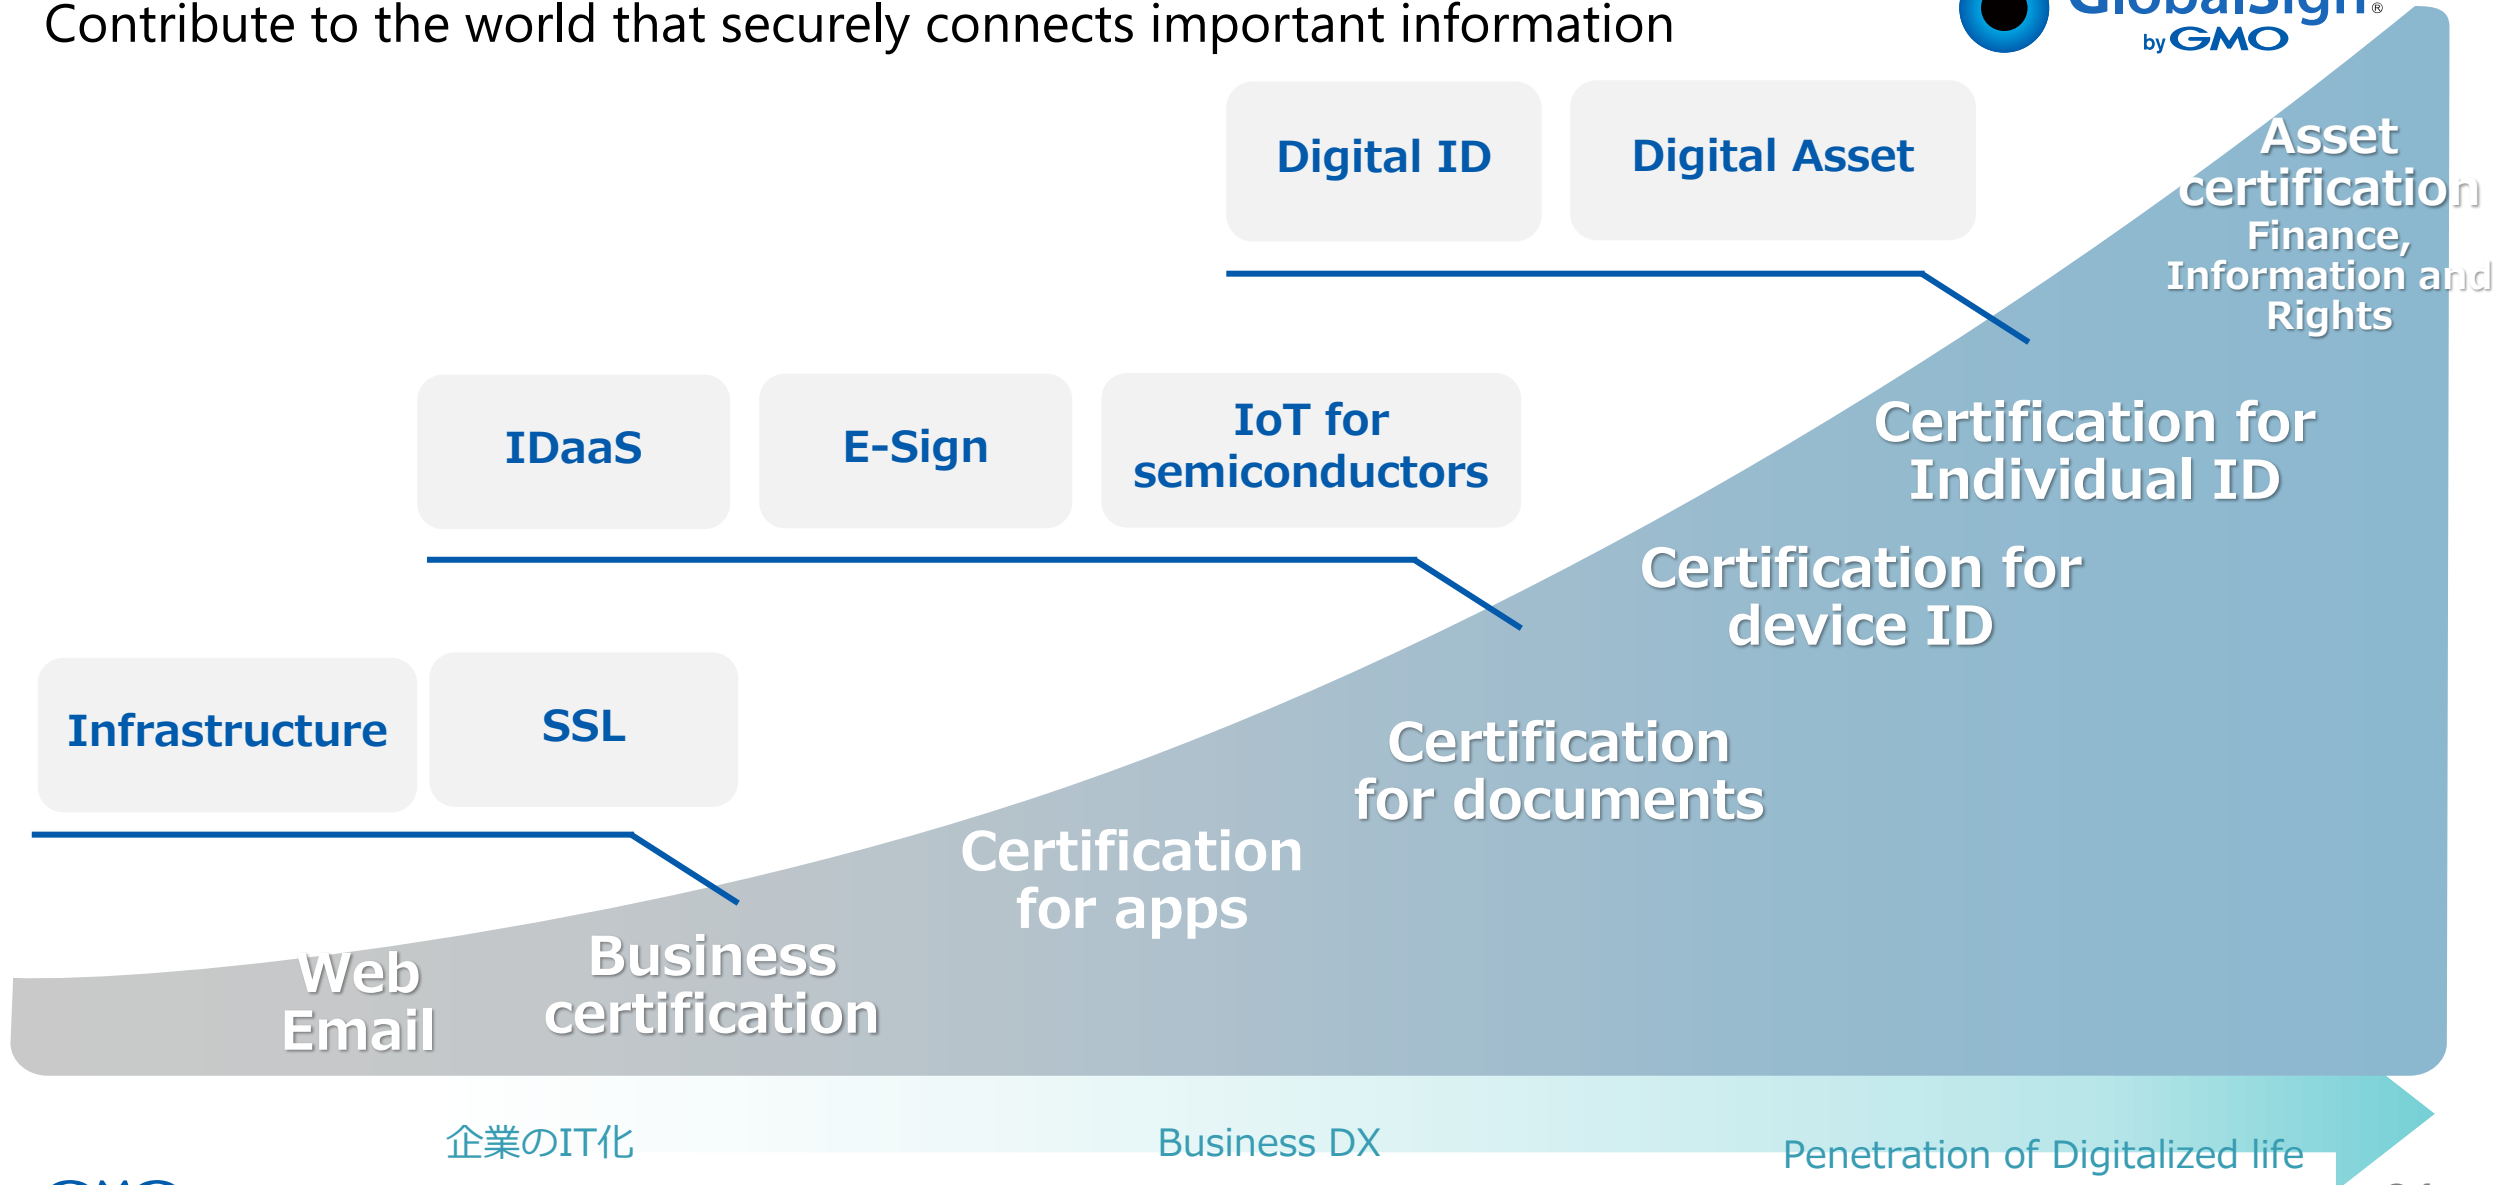 Contribute to the world that securely connects important information
GlobalSign®
by GMO
Digital ID
Digital Asset
Asset
certification
Finance,
Information and
Rights
IDaaS
E-Sign
IoT for
semiconductors
Certification for
Individual ID
Certification for
device ID
Infrastructure
SSL
Certification
for documents
Certification
for apps
Business
certification
Web
Email
企業のIT化
Business DX
Penetration of Digitalized life